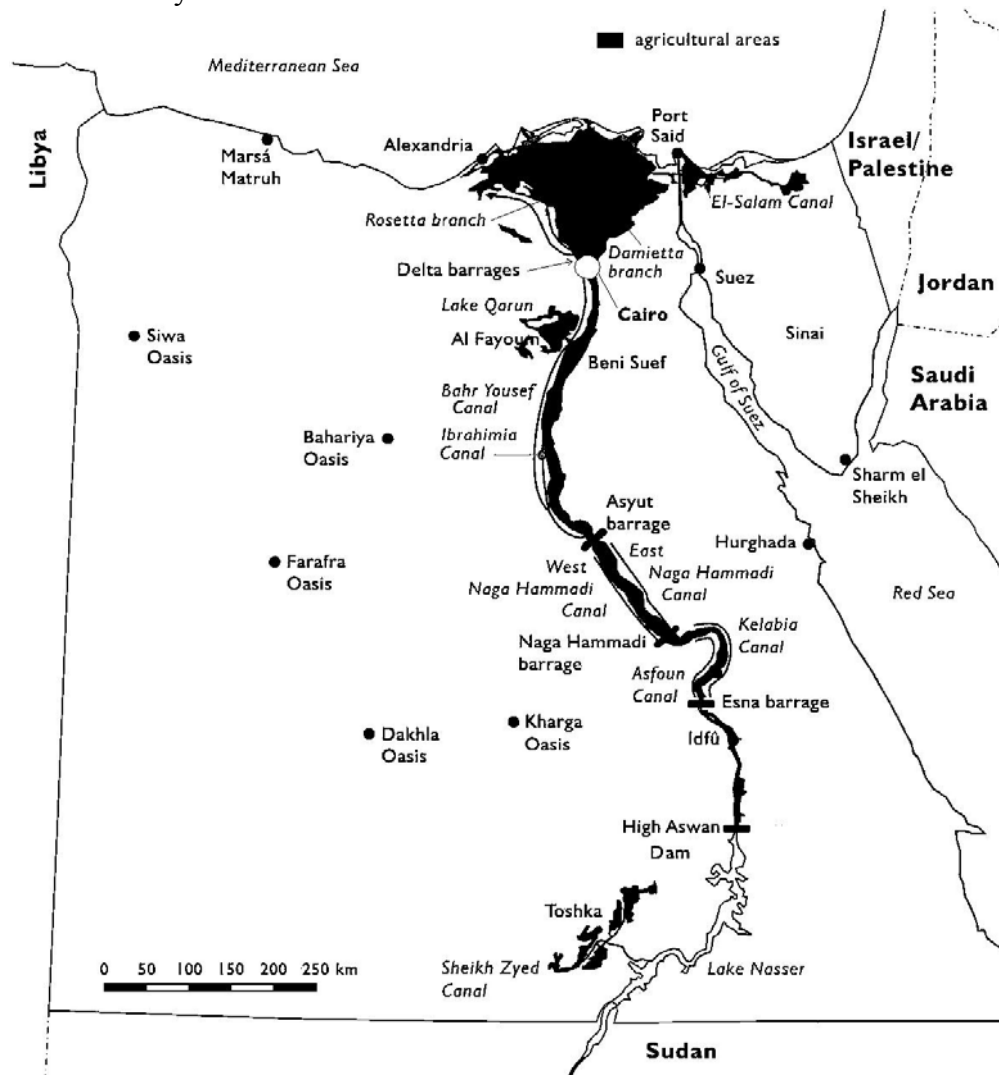 agricultural areas
Mediterranean Sea
Libya
Marsá
Matruh
Alexandria
Port
Said
Israel/
Palestine
El-Salam Canal
Rosetta branch
Damietta
branch
Delta barrages
Suez
Jordan
Cairo
Lake Qarun
Al Fayoum
Siwa
Oasis
Sinai
Beni Suef
Gulf of Suez
Saudi
Arabia
Bahr Yousef
Canal
Bahariya
Oasis
Ibrahimia
Canal
Sharm el
Sheikh
Asyut
barrage
Hurghada
East
Naga Hammadi
Canal
West
Naga Hammadi
Canal
Farafra
Oasis
Red Sea
Kelabia
Canal
Naga Hammadi
barrage
Asfoun
Canal
Esna barrage
Kharga
Oasis
Dakhla
Oasis
Idfû
High Aswan
Dam
Toshka
0 50 100 150 200 250 km
Sheikh Zyed
Canal
Lake Nasser
Sudan